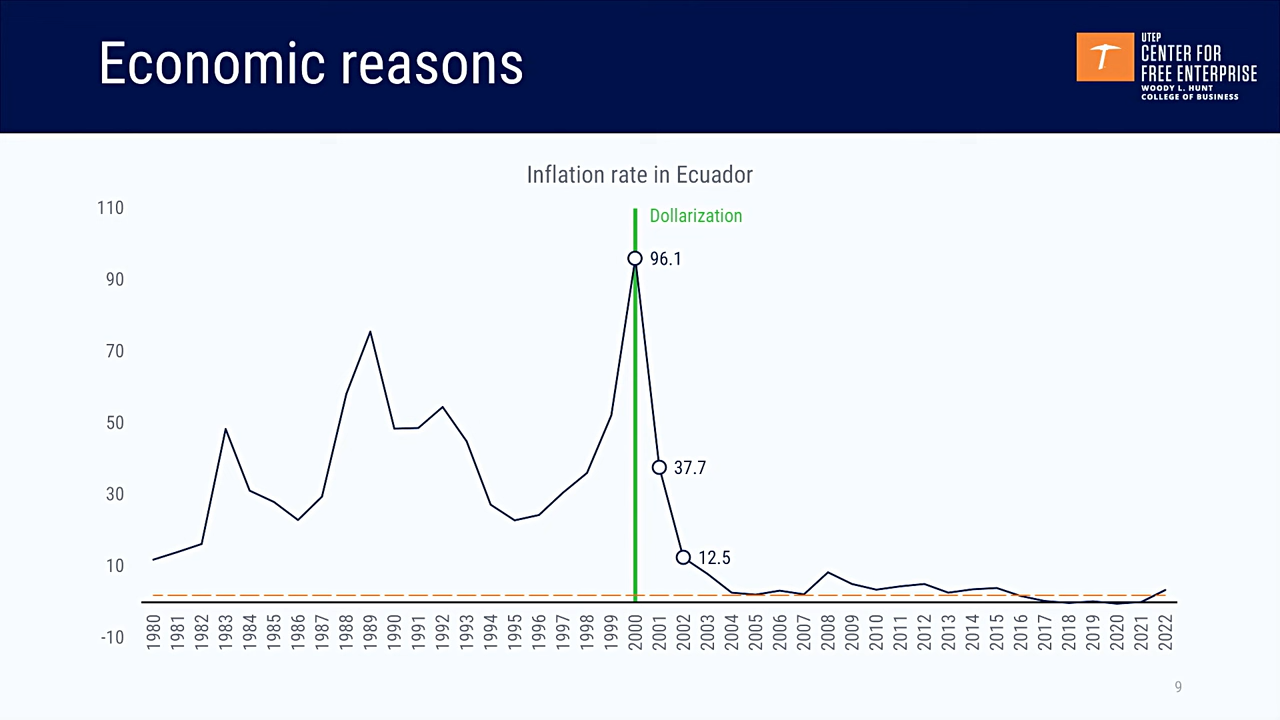 Economic reasons
UTEP
CENTER FOR
FREE ENTERPRISE
WOODY L. HUNT
COLLEGE OF BUSINESS
Inflation rate in Ecuador
110
90
70
50
30
10
-10
Dollarization
96.1
37.7
12.5
1980 1981 1982 1983 1984 1985 1986 1987 1988 1989 1990 1991 1992 1993 1994 1995 1996 1997 1998 1999 2000 2001 2002 2003 2004 2005 2006 2007 2008 2009 2010 2011 2012 2013 2014 2015 2016 2017 2018 2019 2020 2021 2022
9